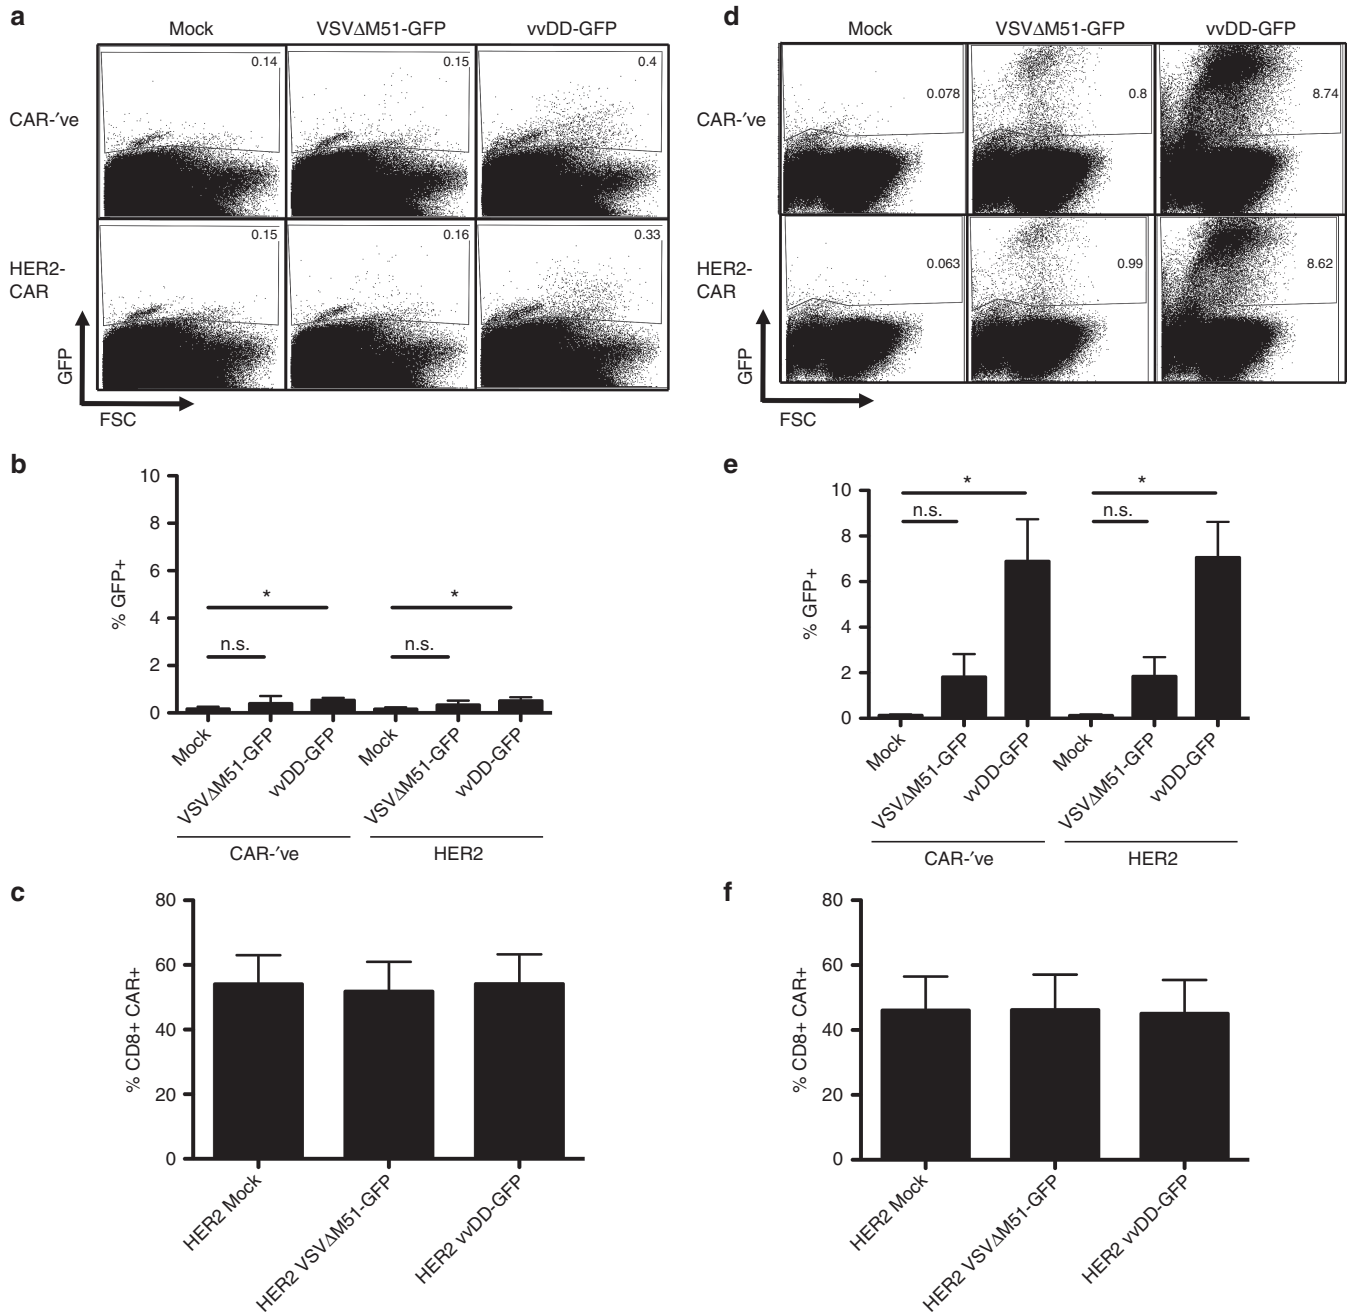 a
Mock VSVΔM51-GFP vvDD-GFP
CAR-′ve
0.14 0.15 0.4
HER2-
CAR
0.15 0.16 0.33
GFP
FSC
b
% GFP+
10
8
6
4
2
0
* *
n.s. n.s.
Mock VSVΔM51-GFP vvDD-GFP Mock VSVΔM51-GFP vvDD-GFP
CAR-′ve HER2
c
% CD8+ CAR+
80
60
40
20
0
HER2 Mock HER2 VSVΔM51-GFP HER2 vvDD-GFP
d
Mock VSVΔM51-GFP vvDD-GFP
CAR-′ve
0.078 0.8 8.74
HER2-
CAR
0.063 0.99 8.62
GFP
FSC
e
% GFP+
10
8
6
4
2
0
* *
n.s. n.s.
Mock VSVΔM51-GFP vvDD-GFP Mock VSVΔM51-GFP vvDD-GFP
CAR-′ve HER2
f
% CD8+ CAR+
80
60
40
20
0
HER2 Mock HER2 VSVΔM51-GFP HER2 vvDD-GFP